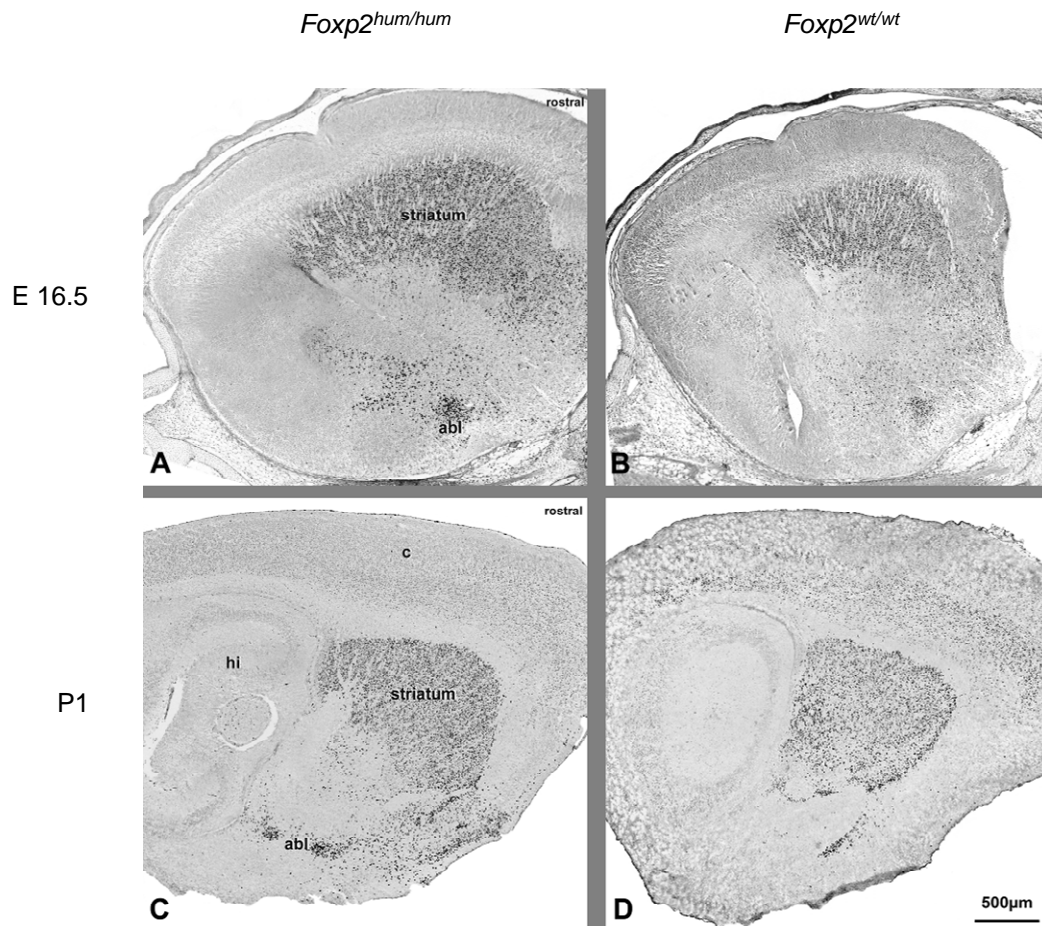 Foxp2hum/hum
Foxp2wt/wt
rostral
striatum
E 16.5
abl
A
B
rostral
c
hi
striatum
P1
abl
C
D
500µm